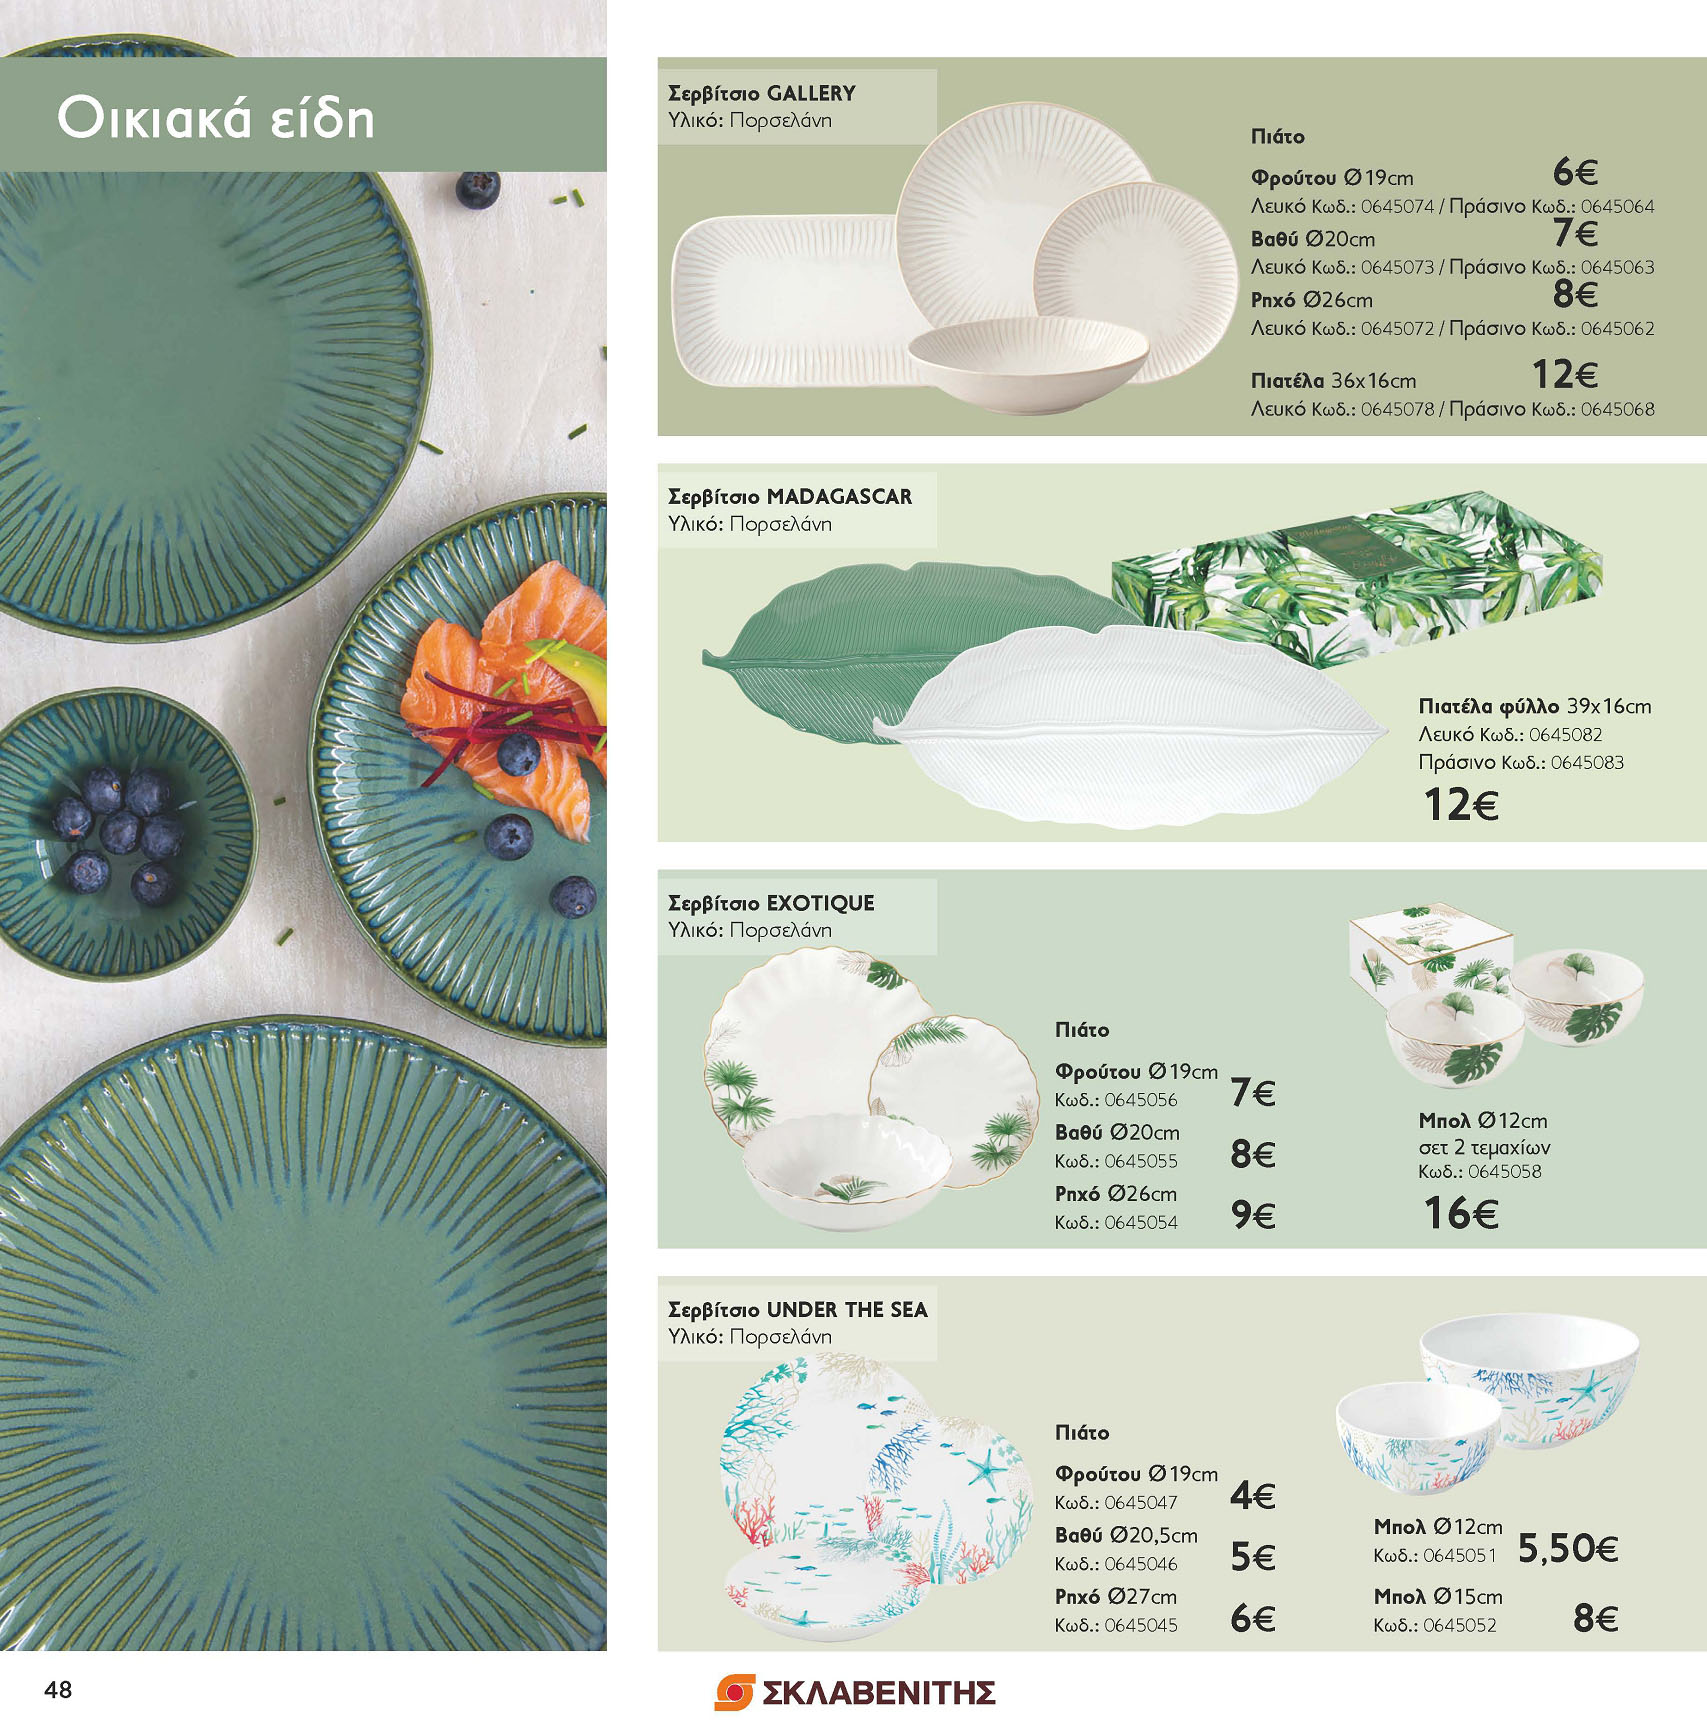 Οικιακά είδη
Σερβίτσιο GALLERY
Υλικό: Πορσελάνη
Πιάτο
Φρούτου Ø19cm 6€
Λευκό Κωδ.: 0645074 / Πράσινο Κωδ.: 0645064
Βαθύ Ø20cm 7€
Λευκό Κωδ.: 0645073 / Πράσινο Κωδ.: 0645063
Ρηχό Ø26cm 8€
Λευκό Κωδ.: 0645072 / Πράσινο Κωδ.: 0645062
Πιατέλα 36x16cm 12€
Λευκό Κωδ.: 0645078 / Πράσινο Κωδ.: 0645068
Σερβίτσιο MADAGASCAR
Υλικό: Πορσελάνη
Πιατέλα φύλλο 39x16cm
Λευκό Κωδ.: 0645082
Πράσινο Κωδ.: 0645083
12€
Σερβίτσιο EXOTIQUE
Υλικό: Πορσελάνη
Πιάτο
Φρούτου Ø19cm
Κωδ.: 0645056 7€
Βαθύ Ø20cm
Κωδ.: 0645055 8€
Ρηχό Ø26cm
Κωδ.: 0645054 9€
Μπολ Ø12cm
σετ 2 τεμαχίων
Κωδ.: 0645058
16€
Σερβίτσιο UNDER THE SEA
Υλικό: Πορσελάνη
Πιάτο
Φρούτου Ø19cm
Κωδ.: 0645047 4€
Βαθύ Ø20,5cm
Κωδ.: 0645046 5€
Ρηχό Ø27cm
Κωδ.: 0645045 6€
Μπολ Ø12cm
Κωδ.: 0645051 5,50€
Μπολ Ø15cm
Κωδ.: 0645052 8€
48
ΣΚΛΑΒΕΝΙΤΗΣ